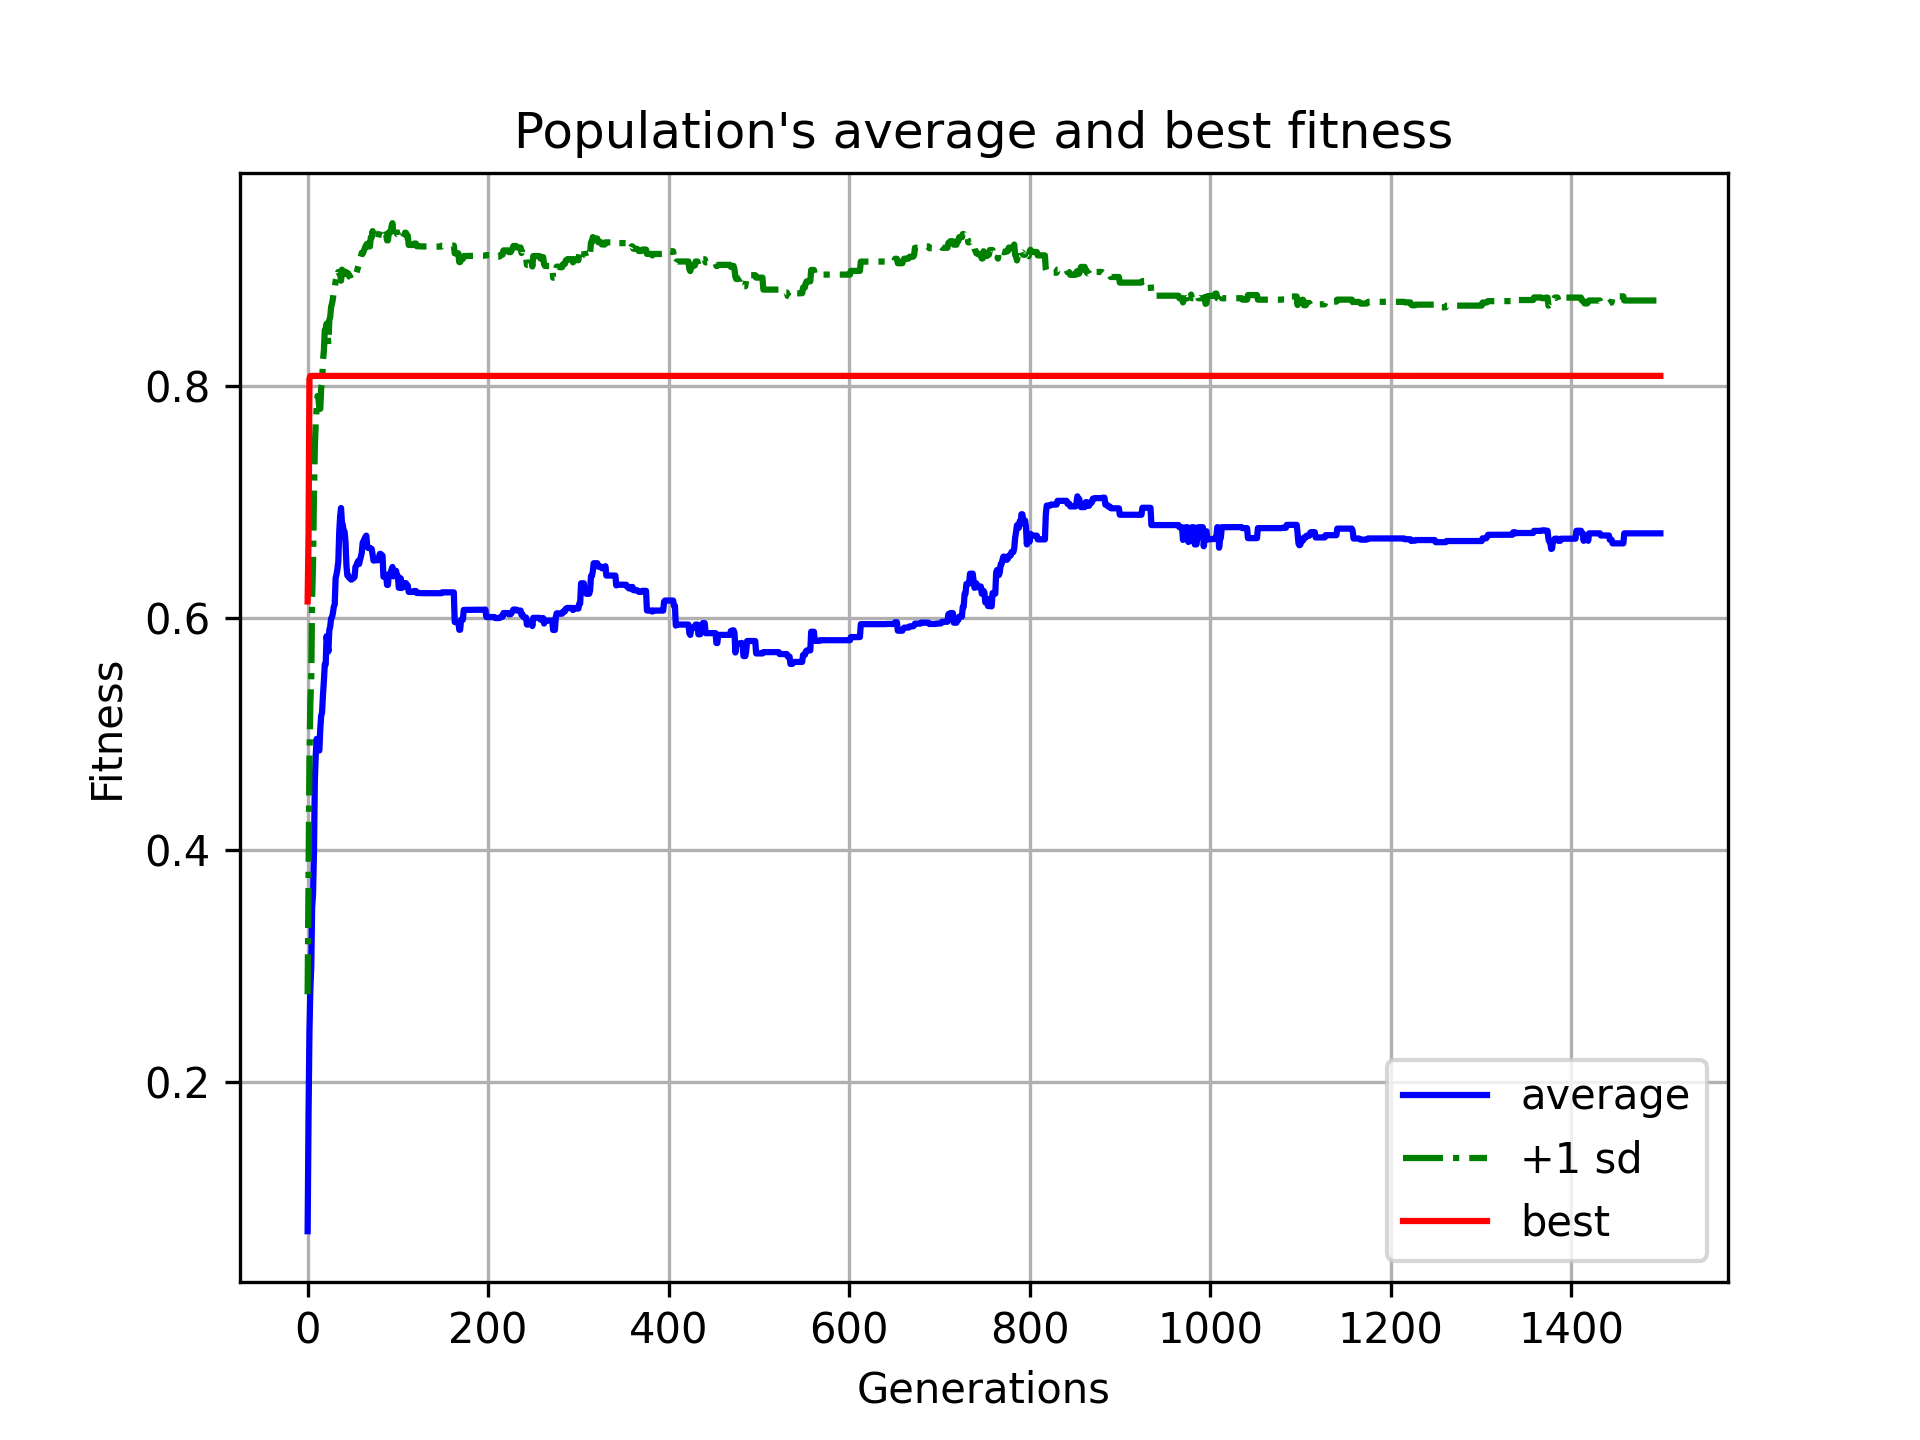 Population's average and best fitness
Fitness
0.8
0.6
0.4
0.2
average
+1 sd
best
0 200 400 600 800 1000 1200 1400
Generations